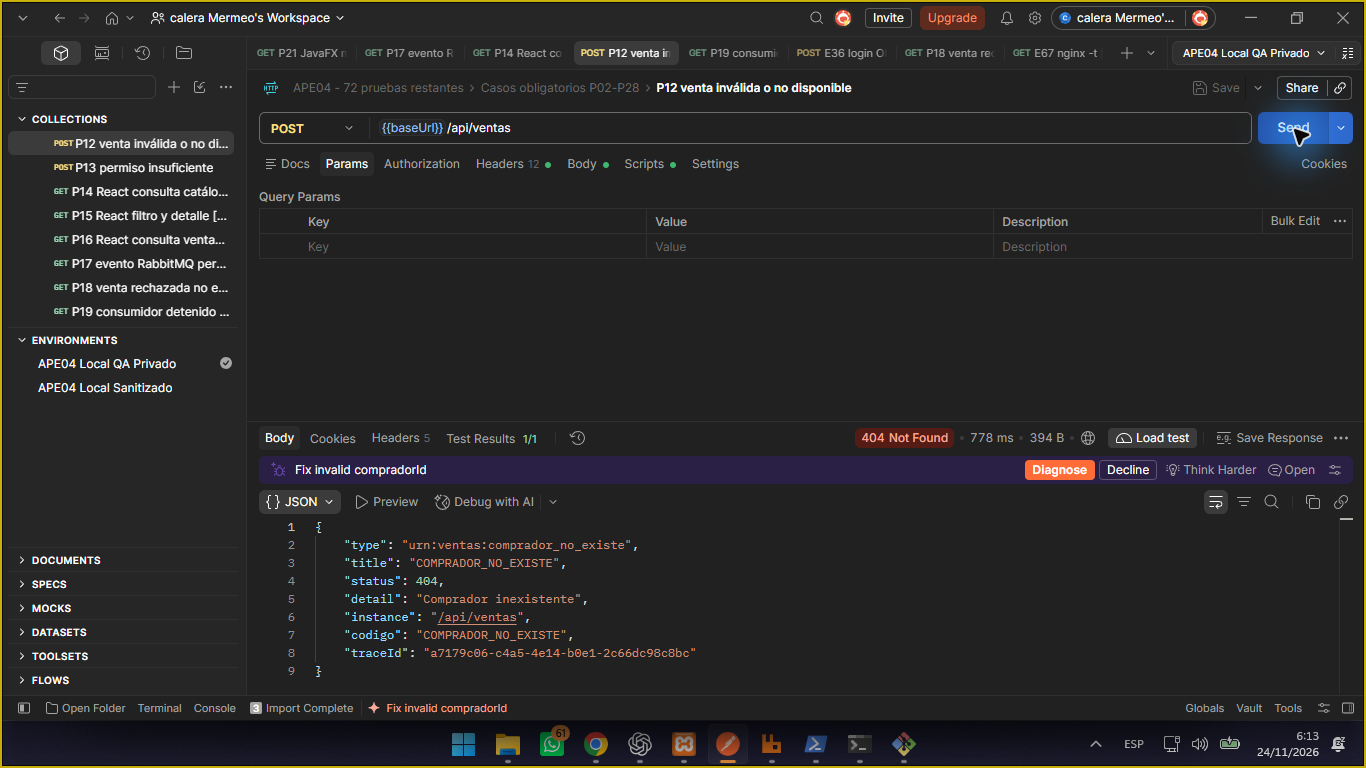 calera Mermeo's Workspace
Invite
Upgrade
calera Mermeo'...
GET P21 JavaFX n
GET P17 evento R
GET P14 React co
POST P12 venta in
GET P19 consumi
POST E36 login O
GET P18 venta re
GET E67 nginx -t
APE04 Local QA Privado
HTTP
APE04 - 72 pruebas restantes > Casos obligatorios P02-P28 > P12 venta inválida o no disponible
Save
Share
COLLECTIONS
POST P12 venta inválida o no di...
POST P13 permiso insuficiente
GET P14 React consulta catálo...
GET P15 React filtro y detalle [...
GET P16 React consulta venta...
GET P17 evento RabbitMQ per...
GET P18 venta rechazada no e...
GET P19 consumidor detenido ...
ENVIRONMENTS
APE04 Local QA Privado
APE04 Local Sanitizado
DOCUMENTS
SPECS
MOCKS
DATASETS
TOOLSETS
FLOWS
POST
{{baseUrl}} /api/ventas
Send
Docs Params Authorization Headers 12 Body Scripts Settings
Cookies
Query Params
Key Value Description Bulk Edit
Key Value Description
Body Cookies Headers 5 Test Results 1/1
404 Not Found • 778 ms • 394 B
Load test
e.g. Save Response
Fix invalid compradorId
Diagnose
Decline
Think Harder
Open
{} JSON
Preview
Debug with AI
1 {
2 "type": "urn:ventas:comprador_no_existe",
3 "title": "COMPRADOR_NO_EXISTE",
4 "status": 404,
5 "detail": "Comprador inexistente",
6 "instance": "/api/ventas",
7 "codigo": "COMPRADOR_NO_EXISTE",
8 "traceId": "a7179c06-c4a5-4e14-b0e1-2c66dc98c8bc"
9 }
Open Folder
Terminal
Console
3 Import Complete
Fix invalid compradorId
Globals
Vault
Tools
61
ESP
6:13
24/11/2026